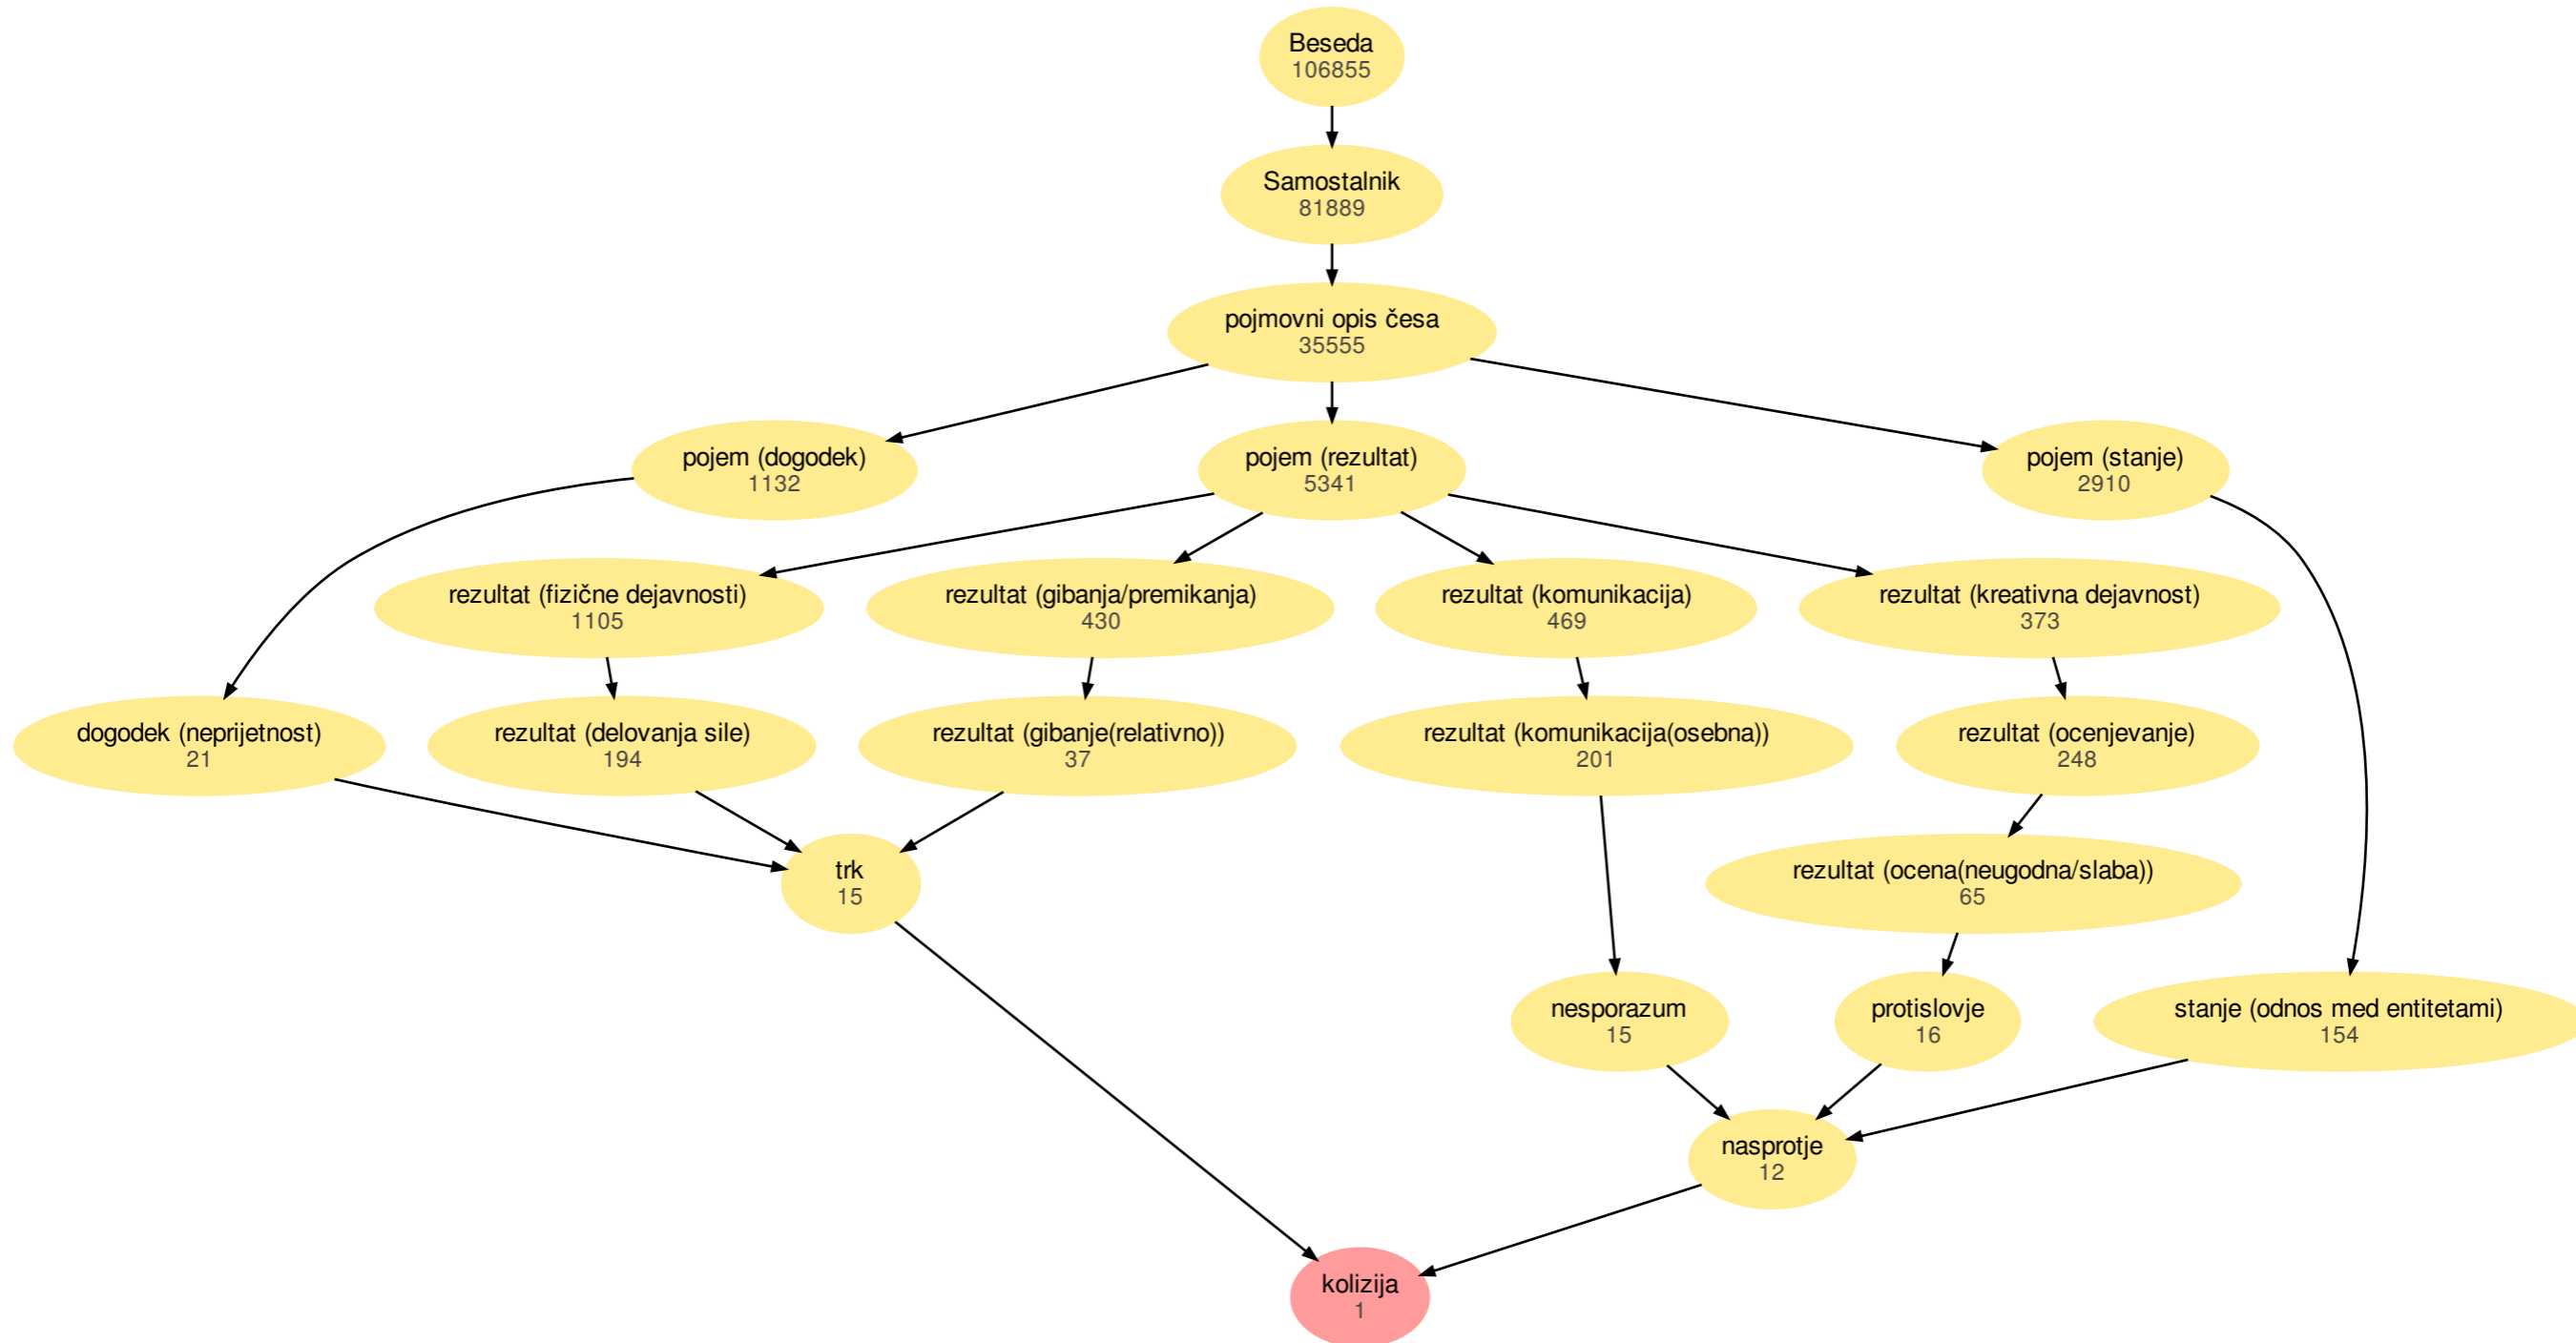 Beseda
106855
Samostalnik
81889
pojmovni opis česa
35555
pojem (dogodek)
1132
pojem (rezultat)
5341
pojem (stanje)
2910
rezultat (fizične dejavnosti)
1105
rezultat (gibanja/premikanja)
430
rezultat (komunikacija)
469
rezultat (kreativna dejavnost)
373
dogodek (neprijetnost)
21
rezultat (delovanja sile)
194
rezultat (gibanje(relativno))
37
rezultat (komunikacija(osebna))
201
rezultat (ocenjevanje)
248
trk
15
rezultat (ocena(neugodna/slaba))
65
nesporazum
15
protislovje
16
stanje (odnos med entitetami)
154
nasprotje
12
kolizija
1